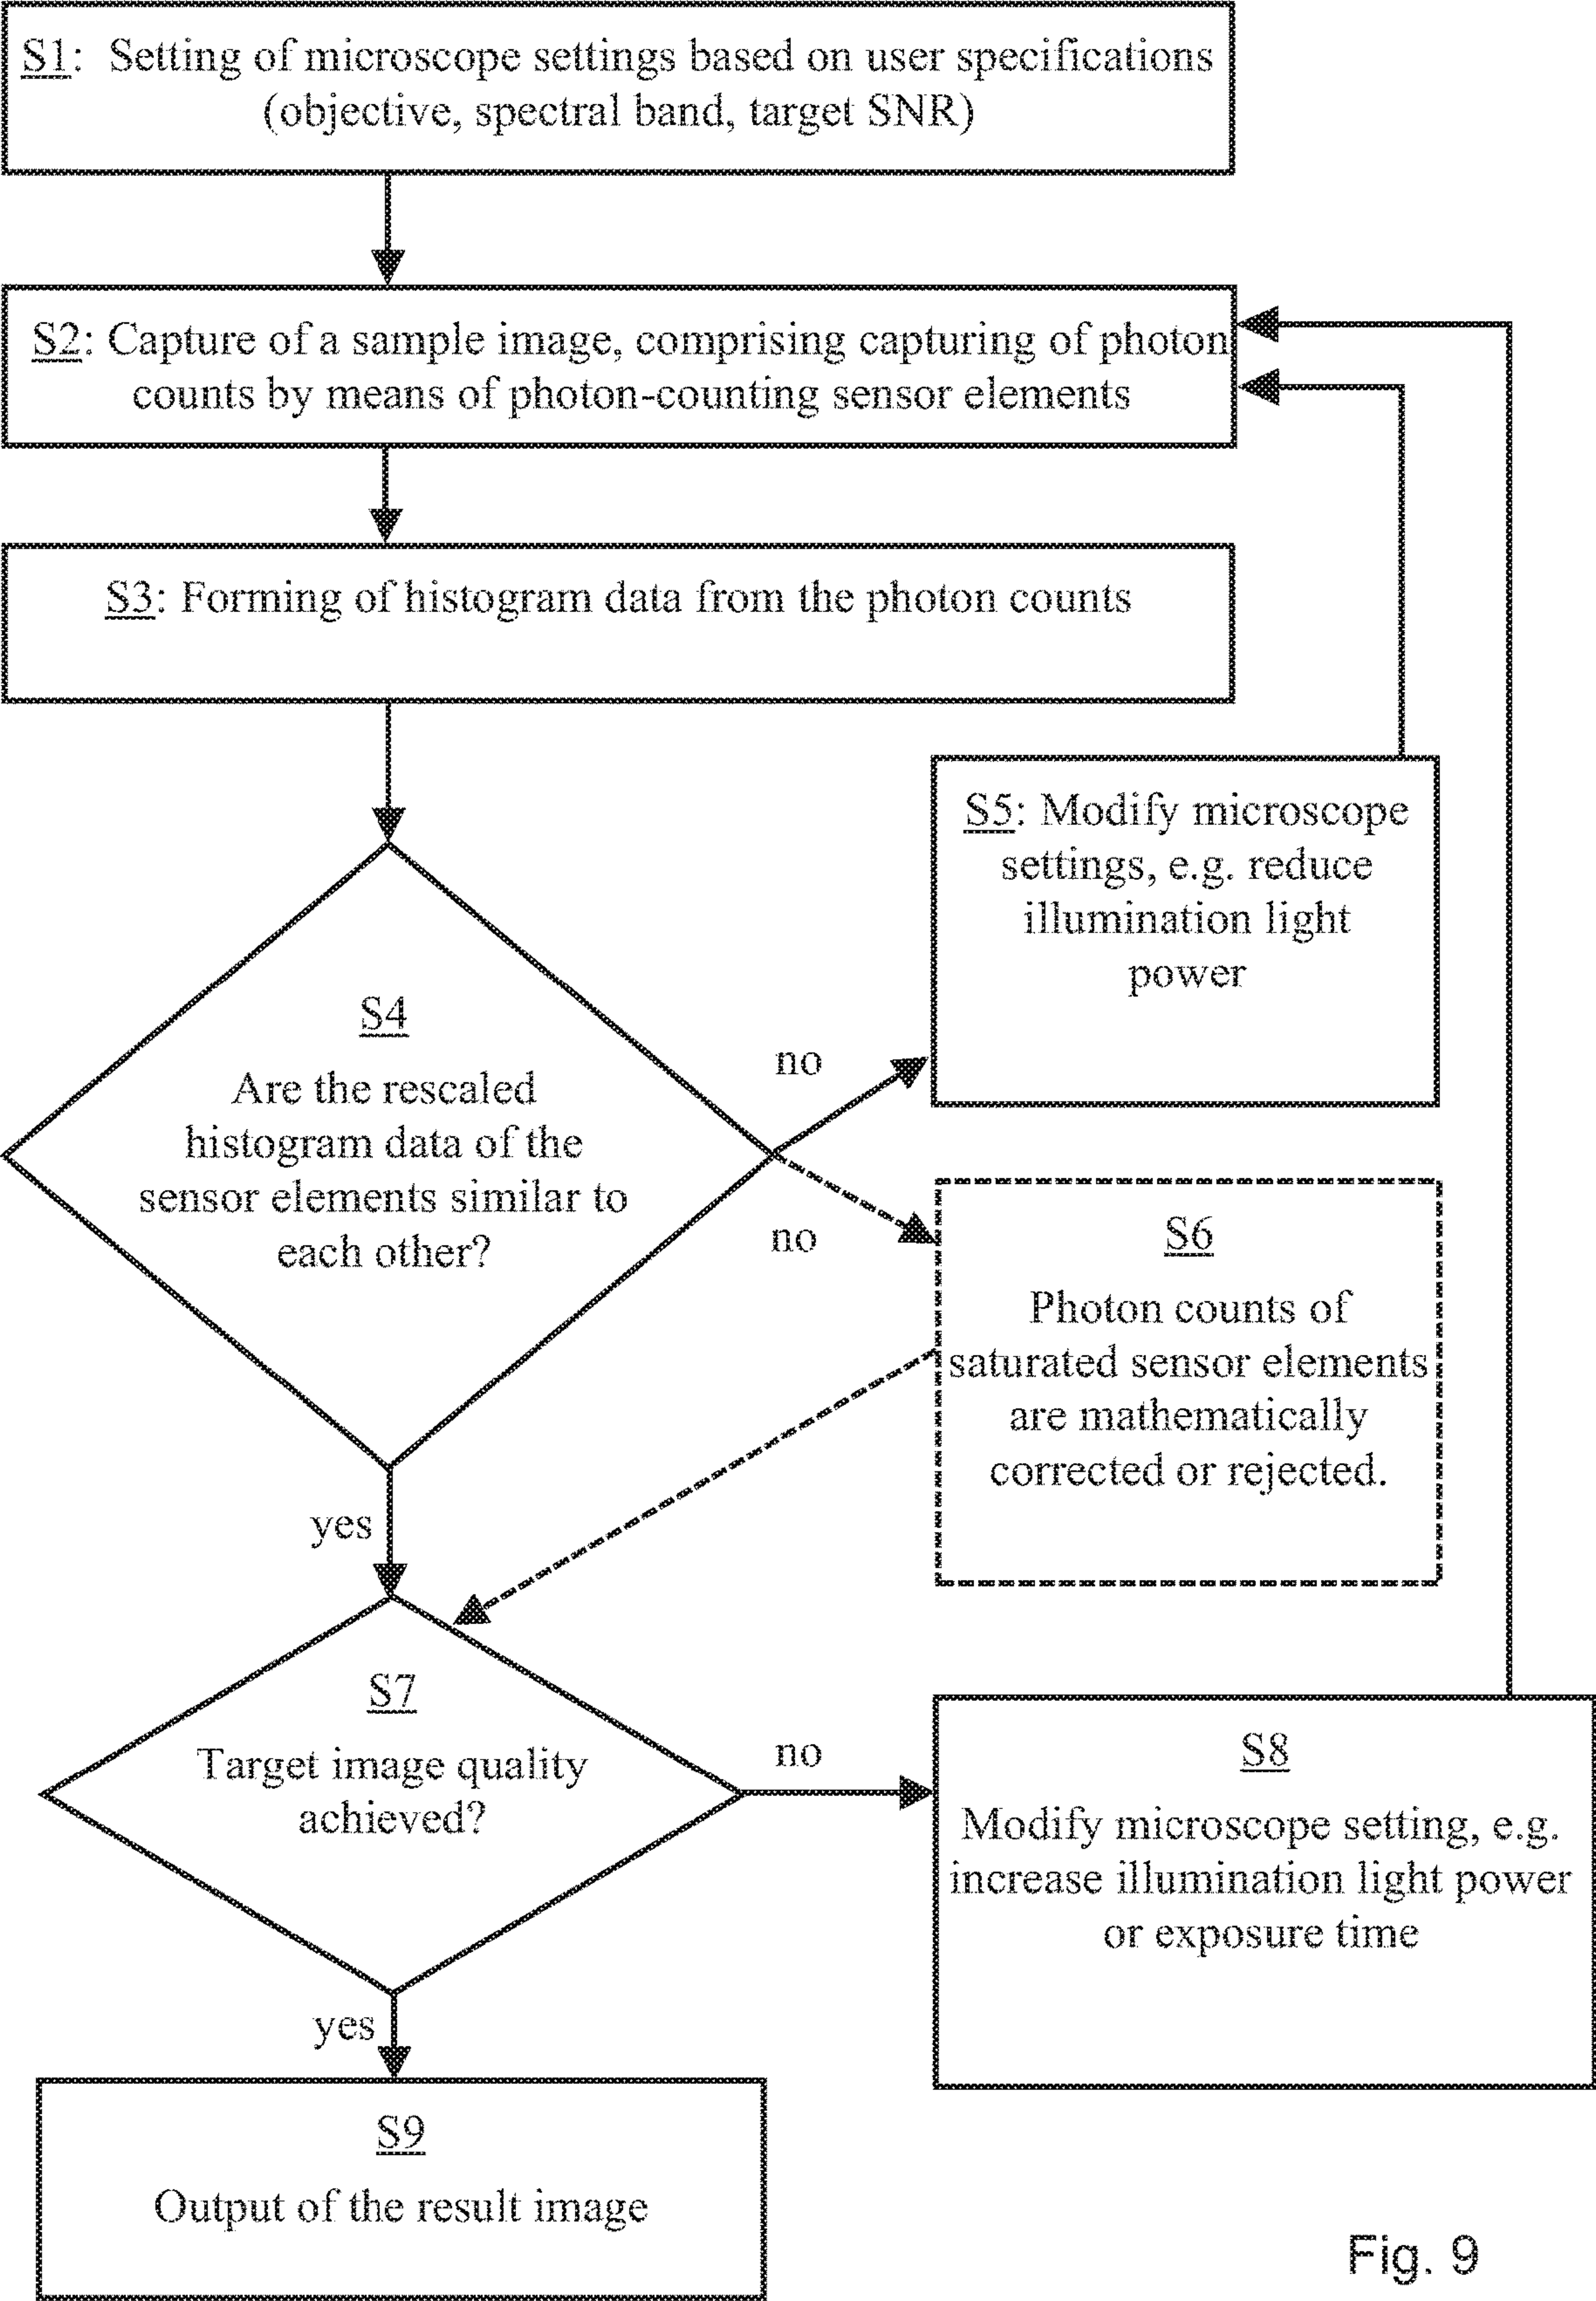 S1: Setting of microscope settings based on user specifications
(objective, spectral band, target SNR)
S2: Capture of a sample image, comprising capturing of photon
counts by means of photon-counting sensor elements
S3: Forming of histogram data from the photon counts
S5: Modify microscope
settings, e.g. reduce
illumination light
power
S4
Are the rescaled
histogram data of the
sensor elements similar to
each other?
no
no
S6
Photon counts of
saturated sensor elements
are mathematically
corrected or rejected.
yes
S7
Target image quality
achieved?
no
S8
Modify microscope setting, e.g.
increase illumination light power
or exposure time
yes
S9
Output of the result image
Fig. 9